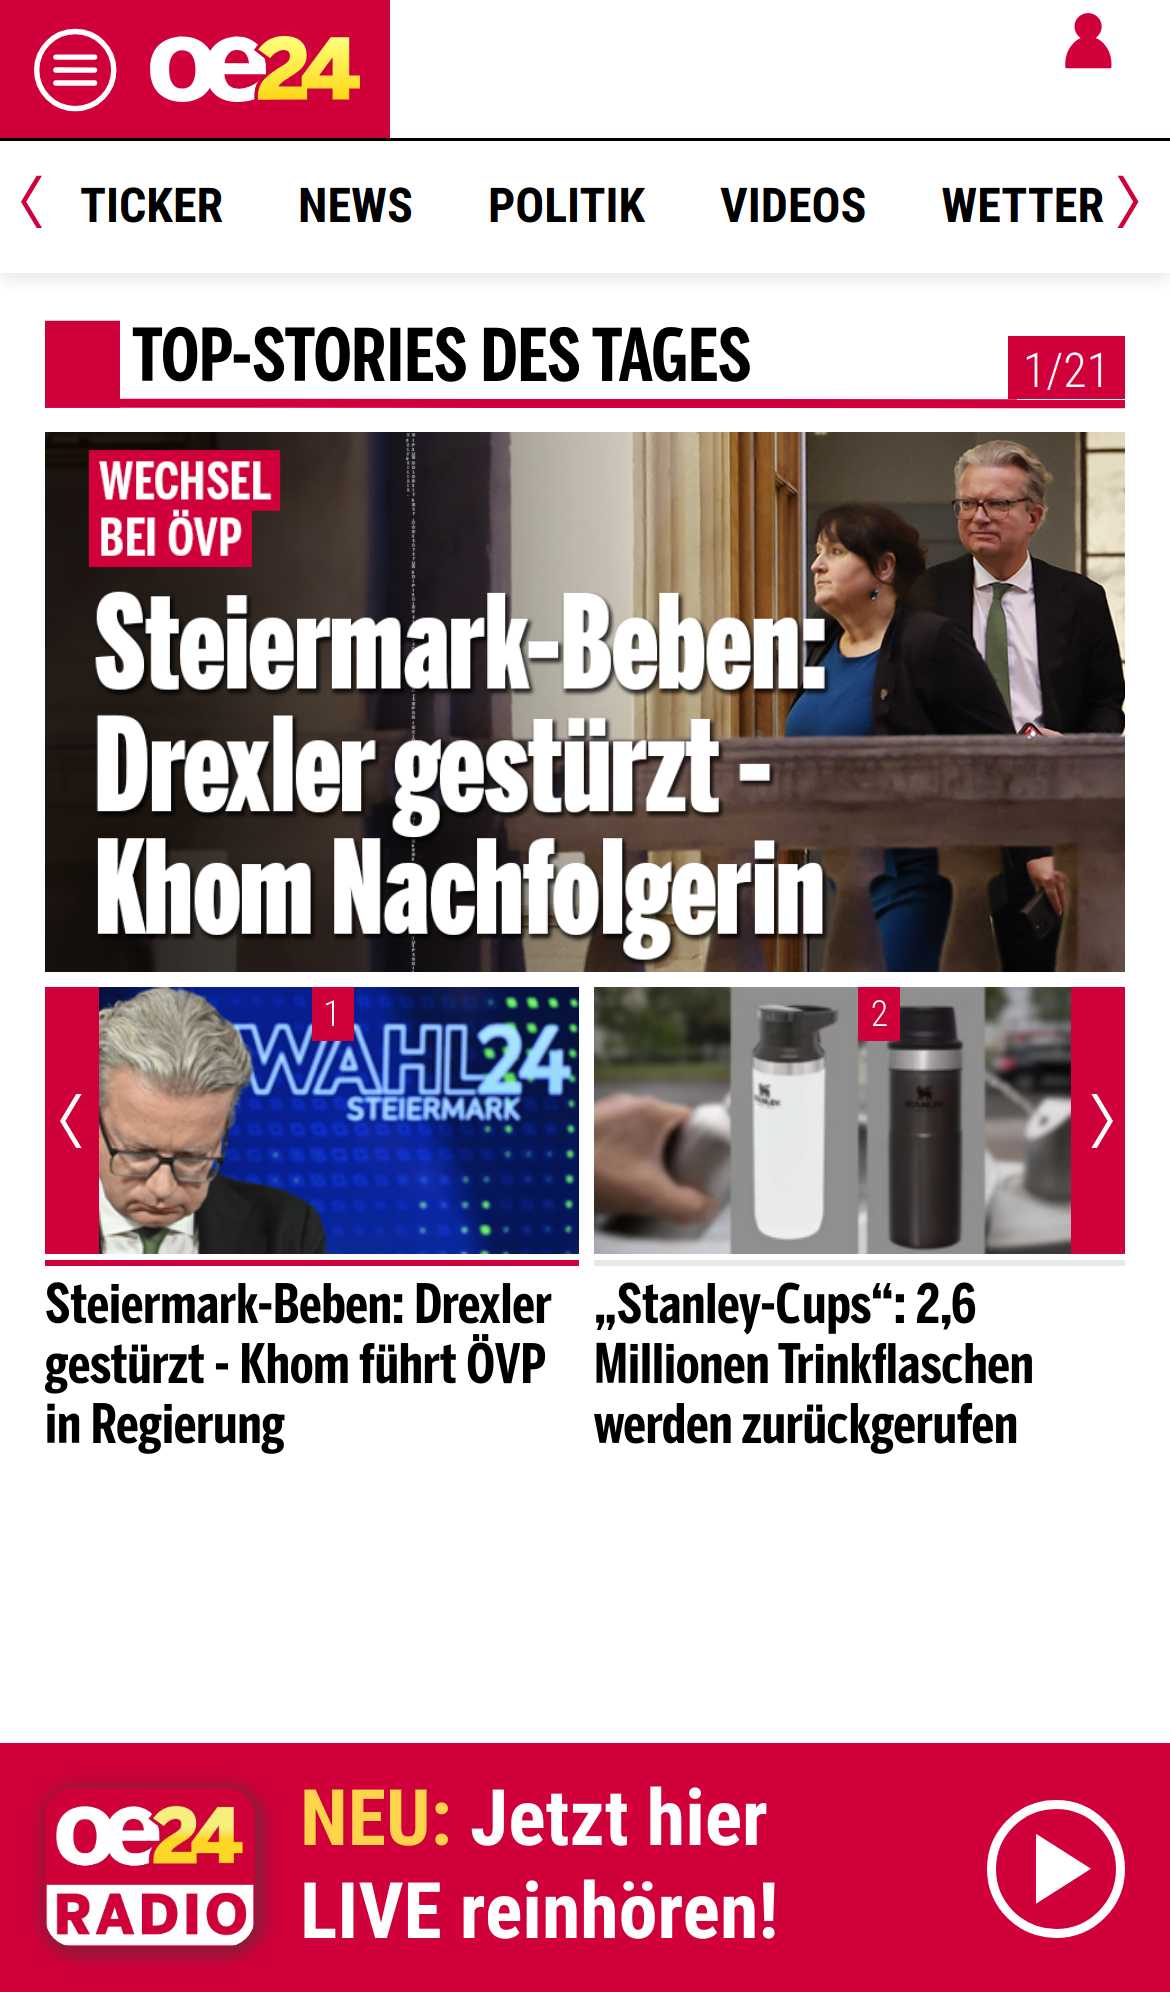 oe24
TICKER NEWS POLITIK VIDEOS WETTER
TOP-STORIES DES TAGES
1/21
WECHSEL
BEI ÖVP
Steiermark-Beben:
Drexler gestürzt -
Khom Nachfolgerin
1
WAHL24
STEIERMARK
Steiermark-Beben: Drexler
gestürzt - Khom führt ÖVP
in Regierung
2
STANLEY
„Stanley-Cups“: 2,6
Millionen Trinkflaschen
werden zurückgerufen
oe24
RADIO
NEU: Jetzt hier
LIVE reinhören!